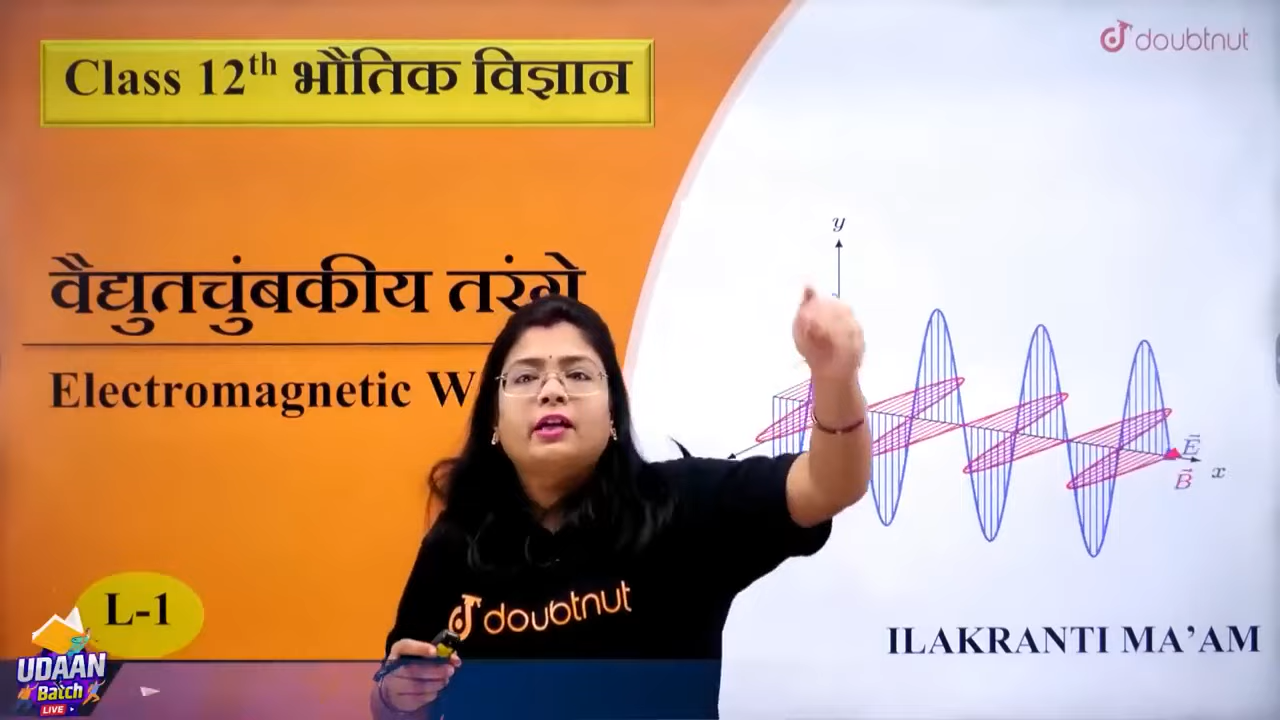 Class 12th भौतिक विज्ञान
doubtnut
y
वैद्युतचुंबकीय तरंगे
Electromagnetic
E
B
x
doubtnut
L-1
ILAKRANTI MA’AM
UDAAN
Batch
LIVE